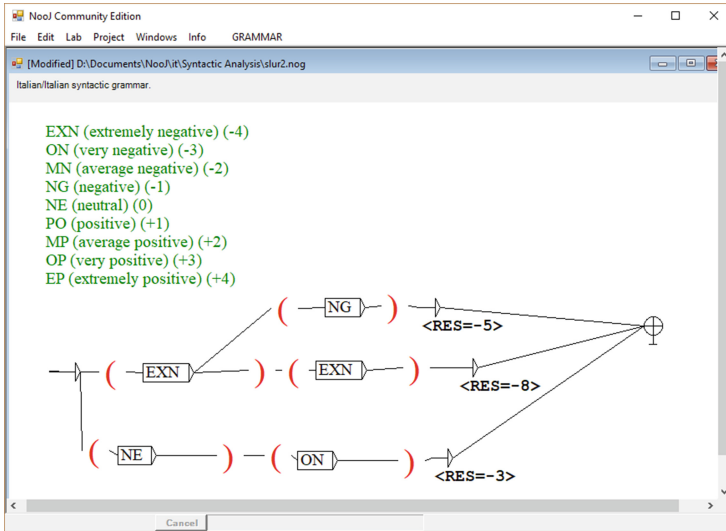 NooJ Community Edition
File Edit Lab Project Windows Info GRAMMAR
[Modified] D:\Documents\NooJ\it\Syntactic Analysis\slur2.nog
Italian/Italian syntactic grammar.
EXN (extremely negative) (-4)
ON (very negative) (-3)
MN (average negative) (-2)
NG (negative) (-1)
NE (neutral) (0)
PO (positive) (+1)
MP (average positive) (+2)
OP (very positive) (+3)
EP (extremely positive) (+4)
( NG )
<RES=-5>
( EXN ) ( EXN )
<RES=-8>
( NE ) ( ON )
<RES=-3>
Cancel